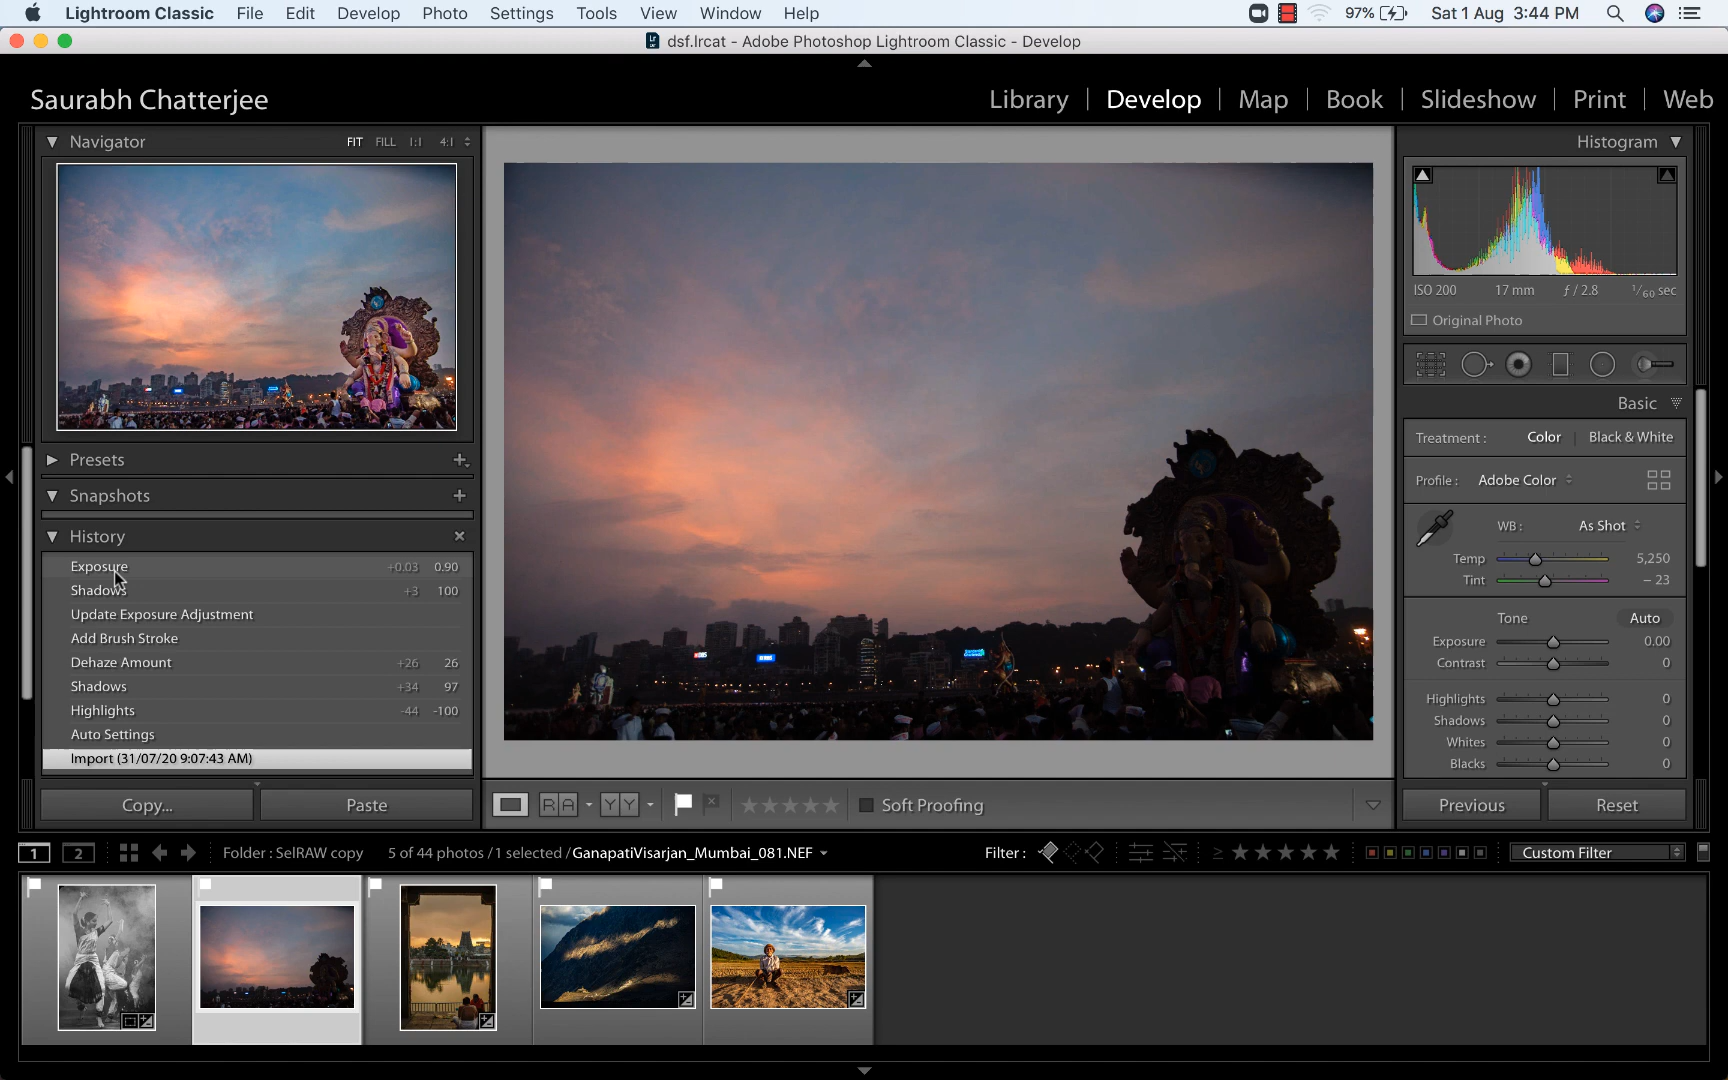 Lightroom Classic File Edit Develop Photo Settings Tools View Window Help 97% Sat 1 Aug 3:44 PM
dsf.lrcat - Adobe Photoshop Lightroom Classic - Develop
Saurabh Chatterjee
Library | Develop | Map | Book | Slideshow | Print | Web
Navigator FIT FILL 1:1 4:1
Presets
Snapshots
History
Exposure +0.03 0.90
Shadows +3 100
Update Exposure Adjustment
Add Brush Stroke
Dehaze Amount +26 26
Shadows +34 97
Highlights -44 -100
Auto Settings
Import (31/07/20 9:07:43 AM)
Copy... Paste
R A Y Y Soft Proofing
Histogram
ISO 200 17 mm ƒ / 2.8 1/60 sec
Original Photo
Basic
Treatment : Color Black & White
Profile : Adobe Color
WB : As Shot
Temp 5,250
Tint – 23
Tone Auto
Exposure 0.00
Contrast 0
Highlights 0
Shadows 0
Whites 0
Blacks 0
Previous Reset
1 2 Folder : SelRAW copy 5 of 44 photos / 1 selected / GanapatiVisarjan_Mumbai_081.NEF Filter : ≥ Custom Filter